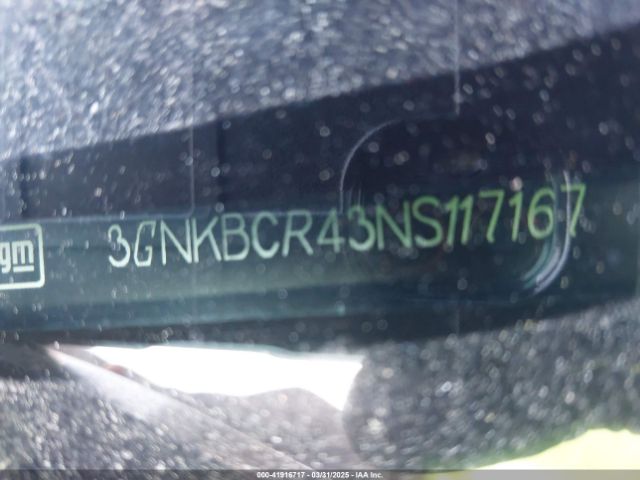 gm
3GNKBCR43NS117167
000-41916717 - 03/31/2025 - IAA Inc.